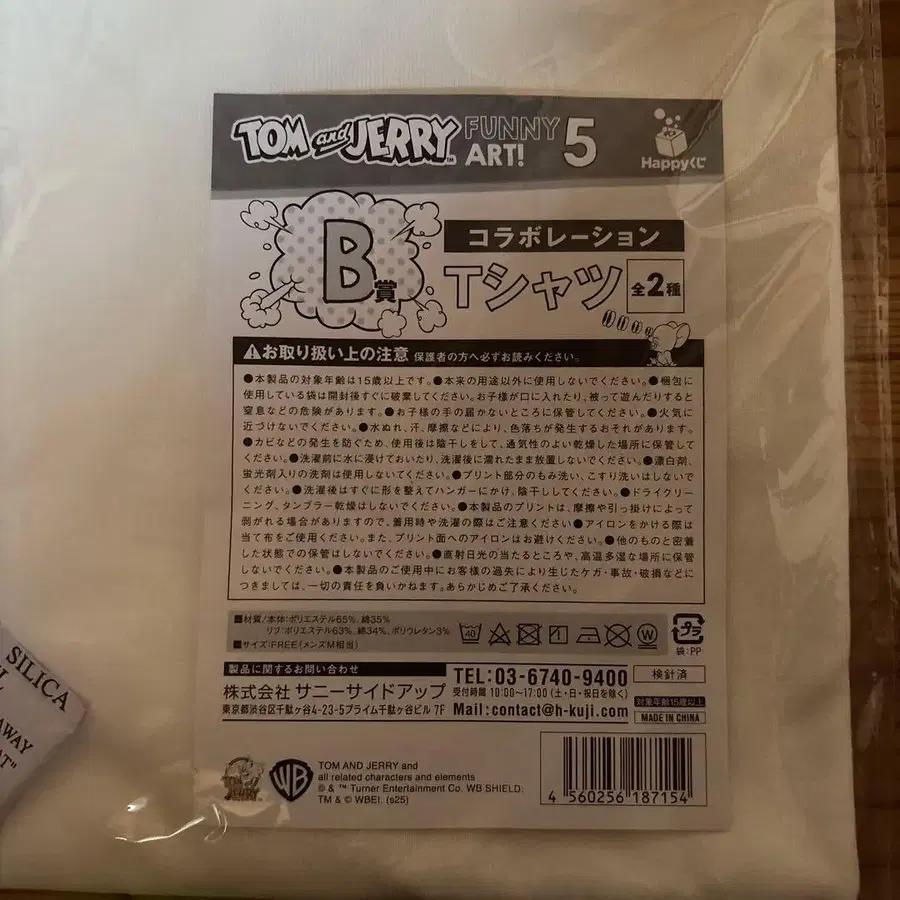 TOM and JERRY™ FUNNY ART! 5
Happyくじ
B賞
コラボレーション
Tシャツ 全2種
お取り扱い上の注意 保護者の方へ必ずお読みください。
●本製品の対象年齢は15歳以上です。●本来の用途以外に使用しないでください。●梱包に
使用している袋は開封後すぐに破棄してください。お子様が口に入れたり、被って遊んだりすると
窒息などの危険があります。●お子様の手の届かないところに保管してください。●火気に
近づけないでください。●水ぬれ、汗、摩擦などにより、色落ちが発生するおそれがあります。
●カビなどの発生を防ぐため、使用後は陰干しをして、通気性のよい乾燥した場所に保管して
ください。●洗濯前に水に浸けておいたり、洗濯後に濡れたまま放置しないでください。●漂白剤、
蛍光剤入りの洗剤は使用しないでください。●プリント部分のもみ洗い、こすり洗いはしないで
ください。●洗濯後はすぐに形を整えてハンガーにかけ、陰干ししてください。●ドライクリー
ニング、タンブラー乾燥はしないでください。●本製品のプリントは、摩擦や引っ掛けによって
剥がれる場合がありますので、着用時や洗濯の際はご注意ください●アイロンをかける際は
当て布をご使用ください。また、プリント面へのアイロンはお避けください。●他のものと密着
した状態での保管はしないでください。●直射日光の当たるところや、高温多湿な場所に保管
しないでください。●本製品のご使用中にお客様の過失により生じたケガ・事故・破損などに
つきましては、一切の責任を負いかねます。あらかじめご了承ください。
■材質/本体:ポリエステル65%、綿35%
リブ:ポリエステル63%、綿34%、ポリウレタン3%
■サイズ:FREE(メンズM相当)
40
W
プラ
袋:PP
製品に関するお問い合わせ
株式会社 サニーサイドアップ
東京都渋谷区千駄ヶ谷4-23-5プライム千駄ヶ谷ビル 7F
TEL:03-6740-9400
受付時間 10:00~17:00(土・日・祝日を除く)
Mail:contact@h-kuji.com
検針済
対象年齢15歳以上
MADE IN CHINA
TOM and JERRY
WB
TOM AND JERRY and
all related characters and elements
© & ™ Turner Entertainment Co. WB SHIELD:
TM & © WBEI. (s25)
4 560256 187154
SILICA
AWAY